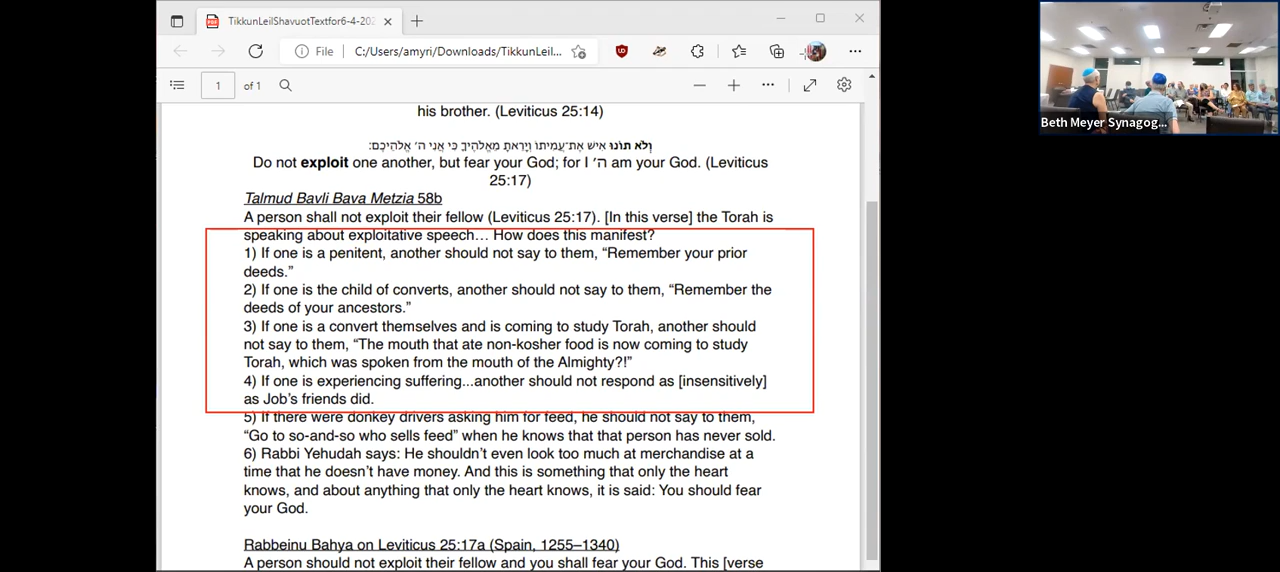 TikkunLeilShavuotTextfor6-4-202
File
C:/Users/amyri/Downloads/TikkunLeil...
1
of 1
his brother. (Leviticus 25:14)
וְלֹא תוֹנוּ אִישׁ אֶת־עֲמִיתוֹ וְיָרֵאתָ מֵאֱלֹהֶיךָ כִּי אֲנִי ה׳ אֱלֹהֵיכֶם:
Do not exploit one another, but fear your God; for I ה׳ am your God. (Leviticus
25:17)
Talmud Bavli Bava Metzia 58b
A person shall not exploit their fellow (Leviticus 25:17). [In this verse] the Torah is
speaking about exploitative speech… How does this manifest?
1) If one is a penitent, another should not say to them, “Remember your prior
deeds.”
2) If one is the child of converts, another should not say to them, “Remember the
deeds of your ancestors.”
3) If one is a convert themselves and is coming to study Torah, another should
not say to them, “The mouth that ate non-kosher food is now coming to study
Torah, which was spoken from the mouth of the Almighty?!”
4) If one is experiencing suffering...another should not respond as [insensitively]
as Job’s friends did.
5) If there were donkey drivers asking him for feed, he should not say to them,
“Go to so-and-so who sells feed” when he knows that that person has never sold.
6) Rabbi Yehudah says: He shouldn’t even look too much at merchandise at a
time that he doesn’t have money. And this is something that only the heart
knows, and about anything that only the heart knows, it is said: You should fear
your God.
Rabbeinu Bahya on Leviticus 25:17a (Spain, 1255–1340)
A person should not exploit their fellow and you shall fear your God. This [verse
Beth Meyer Synagog...